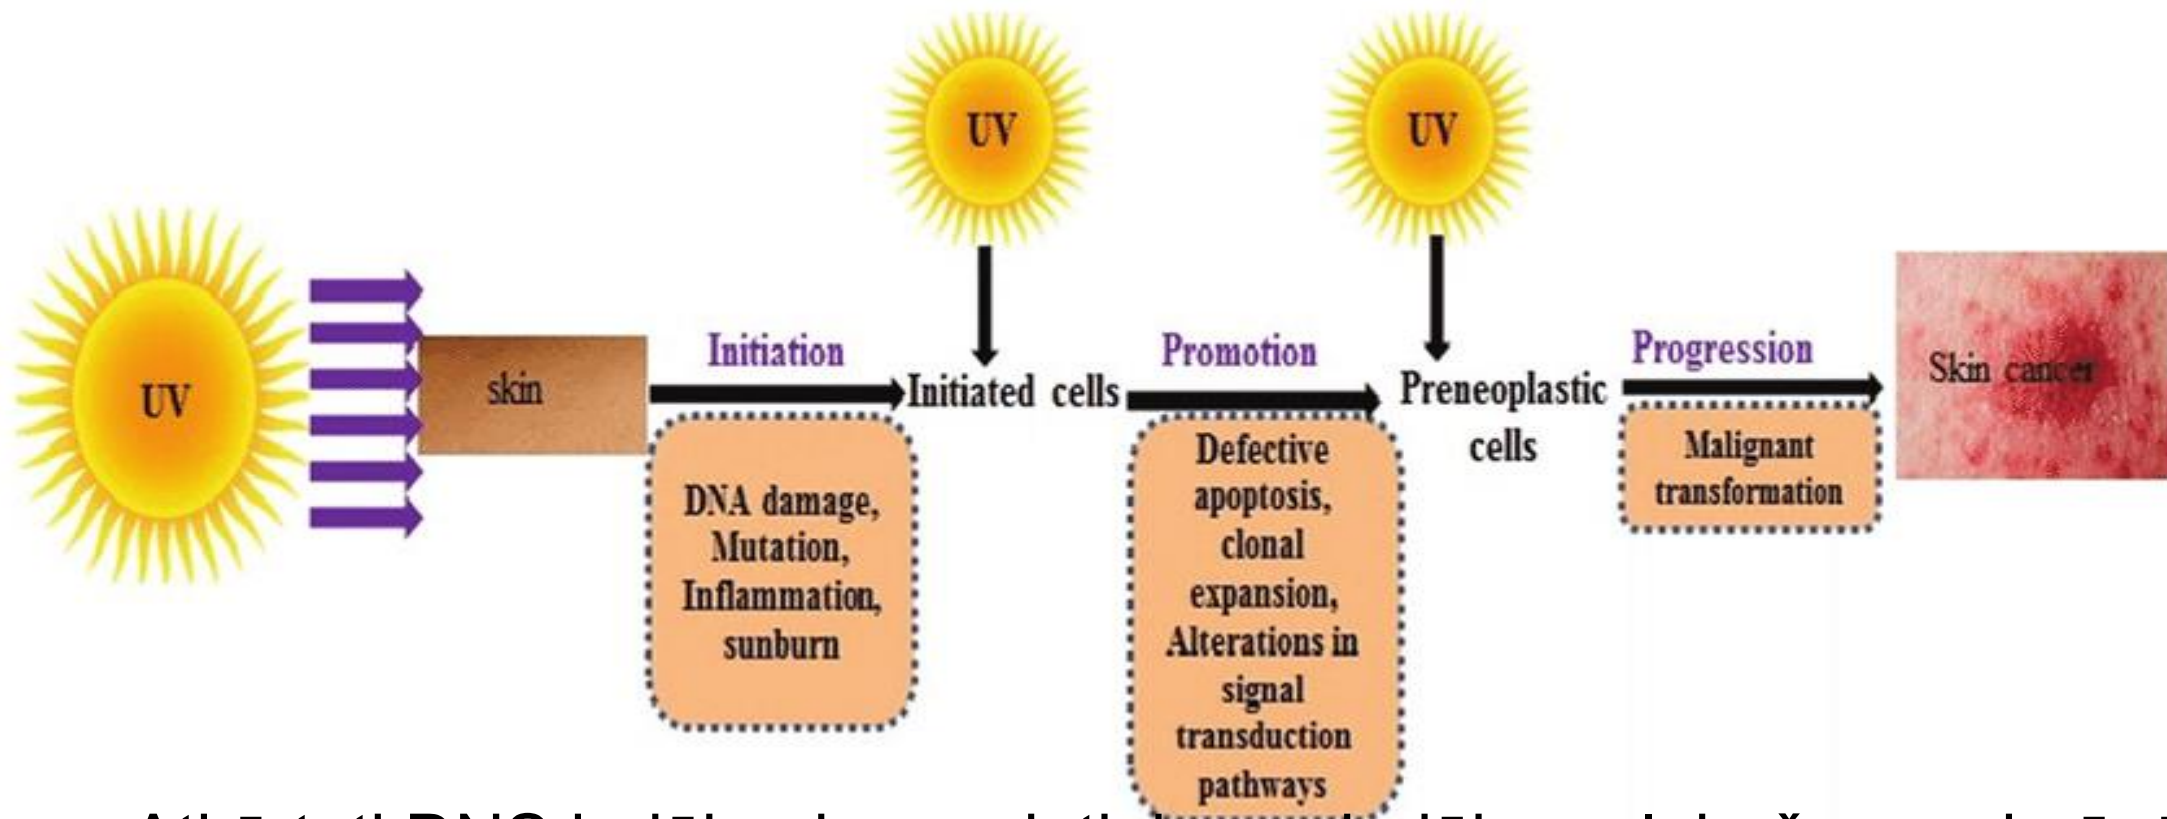 UV
UV
UV
skin
Initiation
Initiated cells
Promotion
Preneoplastic
cells
Progression
Skin cancer
DNA damage,
Mutation,
Inflammation,
sunburn
Defective
apoptosis,
clonal
expansion,
Alterations in
signal
transduction
pathways
Malignant
transformation